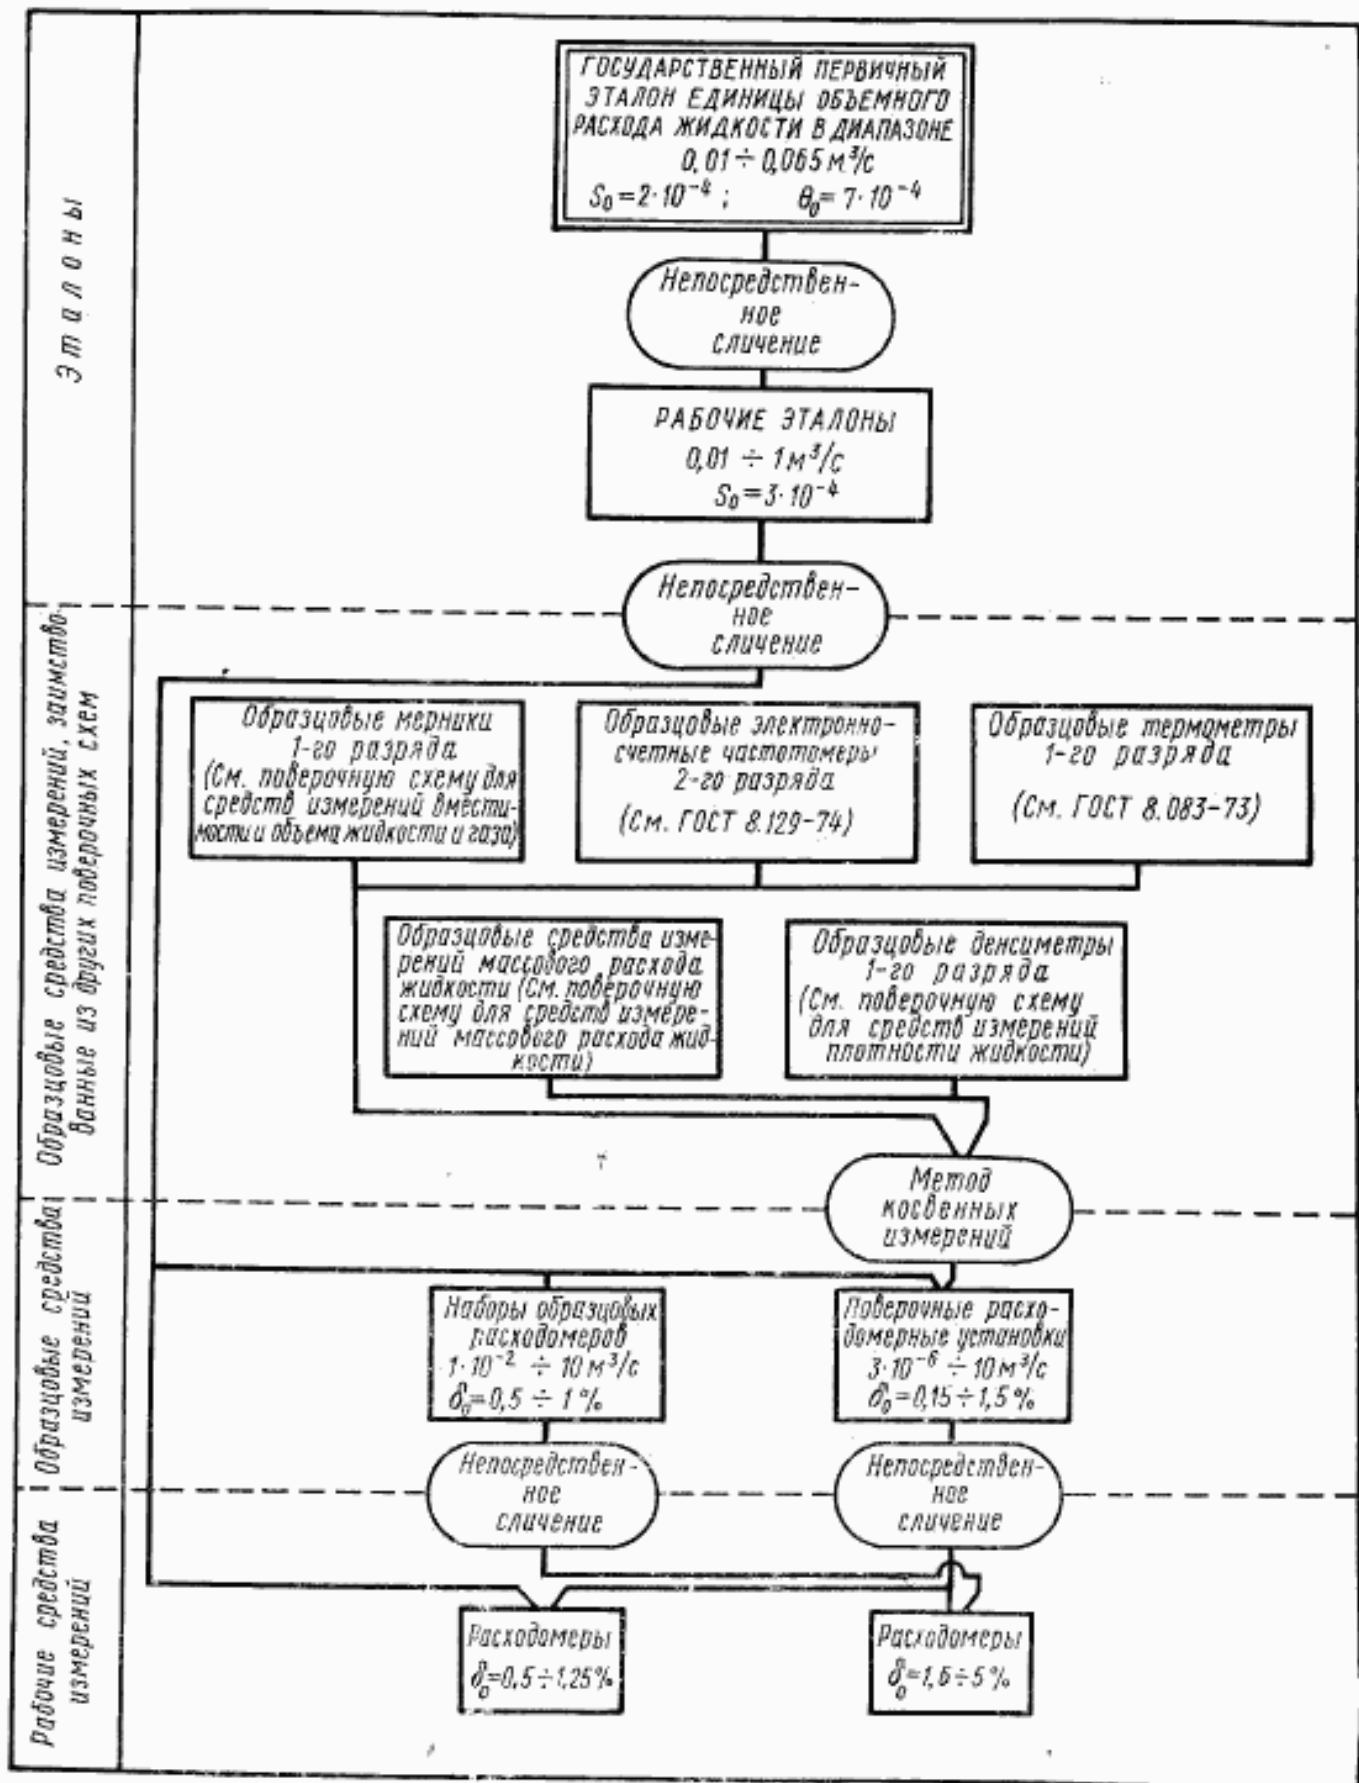 ГОСУДАРСТВЕННЫЙ ПЕРВИЧНЫЙ
ЭТАЛОН ЕДИНИЦЫ ОБЪЕМНОГО
РАСХОДА ЖИДКОСТИ В ДИАПАЗОНЕ
0,01 ÷ 0,065 м³/с
S₀ = 2·10⁻⁴ ; θ₀ = 7·10⁻⁴
Непосредствен-
ное
сличение
РАБОЧИЕ ЭТАЛОНЫ
0,01 ÷ 1 м³/с
S₀ = 3·10⁻⁴
Непосредствен-
ное
сличение
Эталоны
Образцовые мерники
1-го разряда
(См. поверочную схему для
средств измерений вмести-
мости и объема жидкости и газа)
Образцовые электронно-
счетные частотомеры
2-го разряда
(См. ГОСТ 8.129-74)
Образцовые термометры
1-го разряда
(См. ГОСТ 8.083-73)
Образцовые средства изме-
рений массового расхода
жидкости (См. поверочную
схему для средств измере-
ний массового расхода жид-
кости)
Образцовые денсиметры
1-го разряда
(См. поверочную схему
для средств измерений
плотности жидкости)
Образцовые средства измерений, заимство-
ванные из других поверочных схем
Метод
косвенных
измерений
Наборы образцовых
расходомеров
1·10⁻² ÷ 10 м³/с
δ₀ = 0,5 ÷ 1 %
Поверочные расхо-
домерные установки
3·10⁻⁶ ÷ 10 м³/с
δ₀ = 0,15 ÷ 1,5 %
Образцовые средства
измерений
Непосредствен-
ное
сличение
Непосредствен-
ное
сличение
Расходомеры
δ₀ = 0,5 ÷ 1,25 %
Расходомеры
δ₀ = 1,6 ÷ 5 %
Рабочие средства
измерений